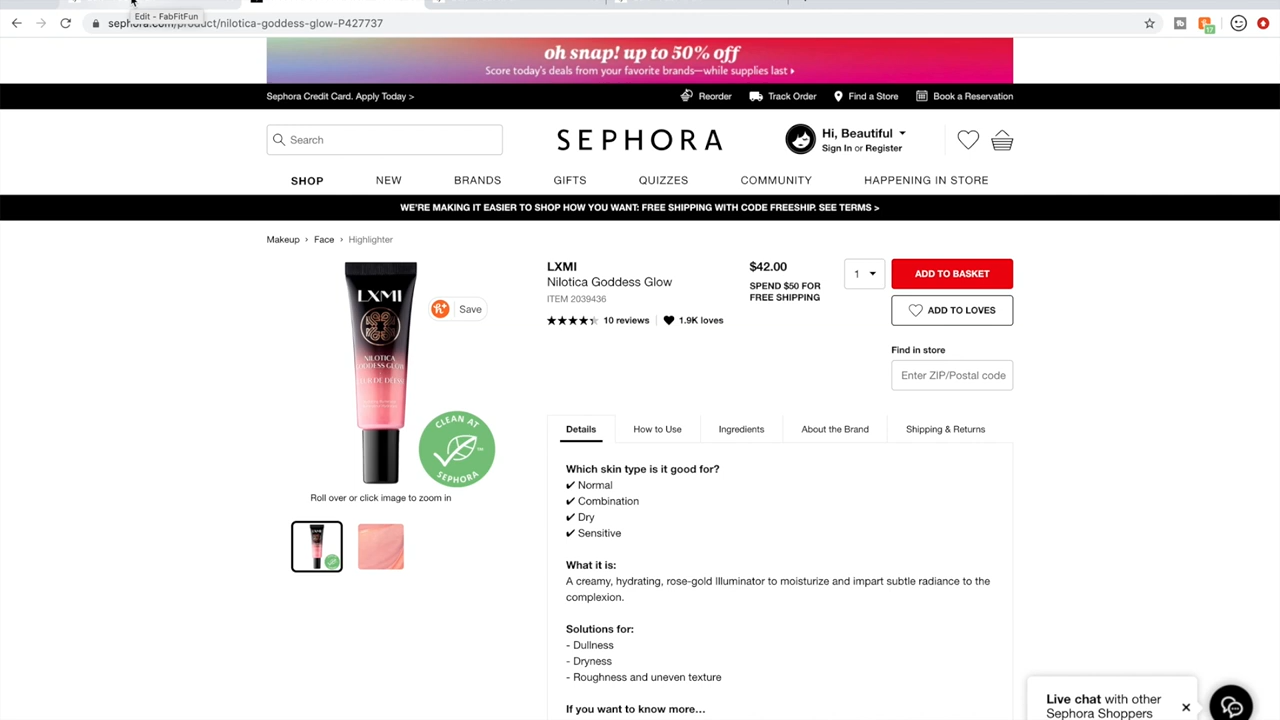 Edit - FabFitFun
sephora.com/product/nilotica-goddess-glow-P427737
17
oh snap! up to 50% off
Score today's deals from your favorite brands—while supplies last ▸
Sephora Credit Card. Apply Today >
Reorder
Track Order
Find a Store
Book a Reservation
Search
SEPHORA
Hi, Beautiful
Sign In or Register
SHOP
NEW
BRANDS
GIFTS
QUIZZES
COMMUNITY
HAPPENING IN STORE
WE'RE MAKING IT EASIER TO SHOP HOW YOU WANT: FREE SHIPPING WITH CODE FREESHIP. SEE TERMS >
Makeup > Face > Highlighter
LXMI
NILOTICA
GODDESS GLOW
Save
CLEAN AT
SEPHORA
Roll over or click image to zoom in
LXMI
Nilotica Goddess Glow
ITEM 2039436
10 reviews
1.9K loves
$42.00
SPEND $50 FOR
FREE SHIPPING
1
ADD TO BASKET
ADD TO LOVES
Find in store
Enter ZIP/Postal code
Details
How to Use
Ingredients
About the Brand
Shipping & Returns
Which skin type is it good for?
✔ Normal
✔ Combination
✔ Dry
✔ Sensitive
What it is:
A creamy, hydrating, rose-gold Illuminator to moisturize and impart subtle radiance to the
complexion.
Solutions for:
- Dullness
- Dryness
- Roughness and uneven texture
If you want to know more…
Live chat with other
Sephora Shoppers